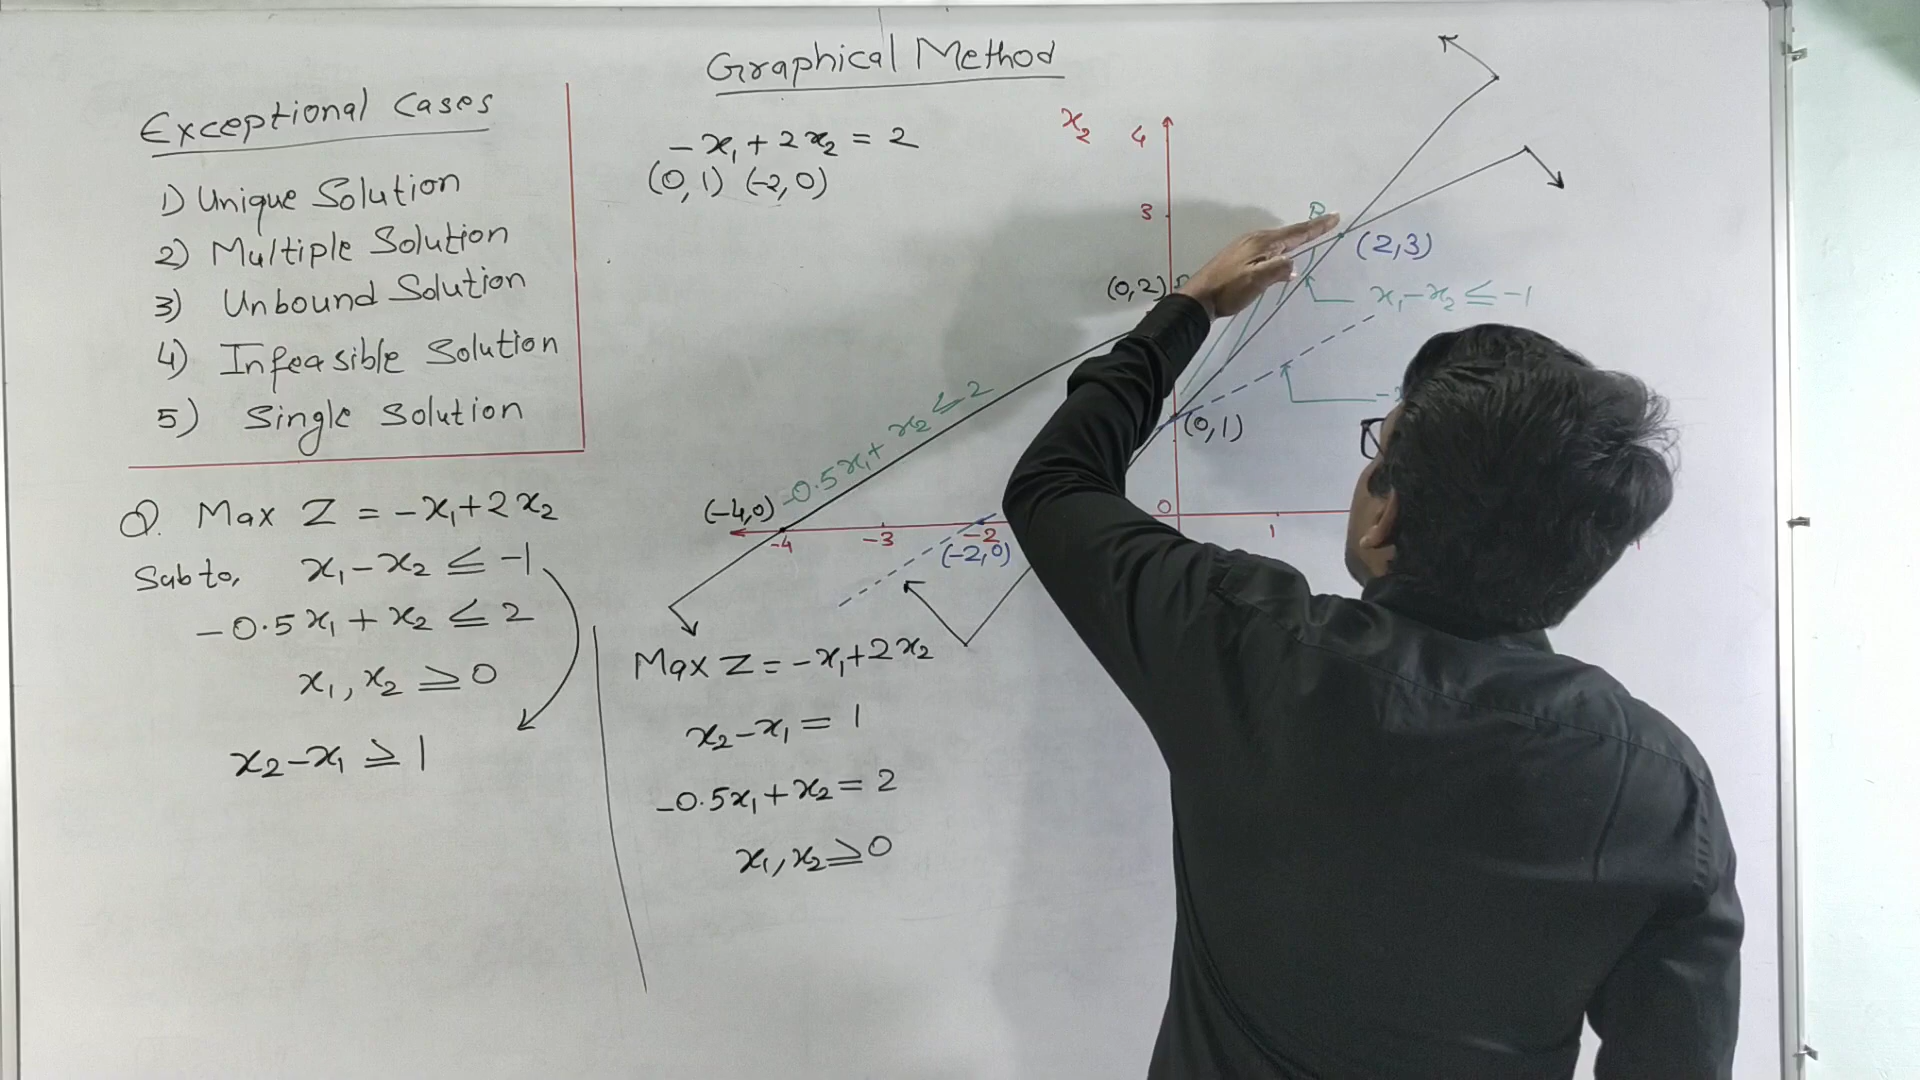 Graphical Method
Exceptional Cases
1) Unique Solution
2) Multiple Solution
3) Unbound Solution
4) Infeasible Solution
5) Single Solution
Q. Max Z = -x₁+2x₂
Subto, x₁-x₂ ≤ -1
-0.5x₁+x₂ ≤ 2
x₁,x₂ ≥0
x₂-x₁ ≥ 1
-x₁+2x₂ = 2
(0,1) (-2,0)
Max Z = -x₁+2x₂
x₂-x₁ = 1
-0.5x₁+x₂ = 2
x₁,x₂ ≥0
x₂
4
3
B
(2,3)
(0,2)
x₁-x₂ ≤ -1
-0.5x₁+x₂ ≤ 2
(0,1)
(-4,0)
0
1
-4
-3
-2
(-2,0)